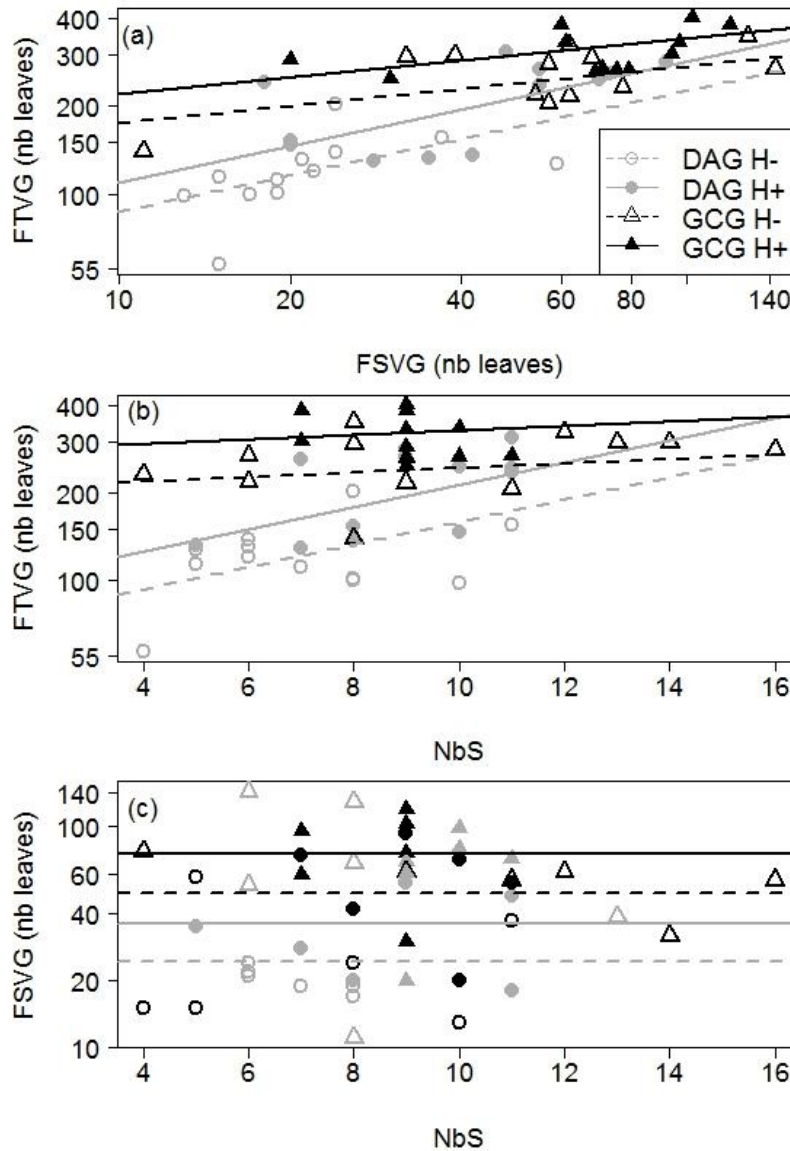 (a)
400
300
200
150
100
55
FTVG (nb leaves)
DAG H-
DAG H+
GCG H-
GCG H+
10 20 40 60 80 140
FSVG (nb leaves)
(b)
400
300
200
150
100
55
FTVG (nb leaves)
4 6 8 10 12 14 16
NbS
(c)
140
100
60
40
20
10
FSVG (nb leaves)
4 6 8 10 12 14 16
NbS